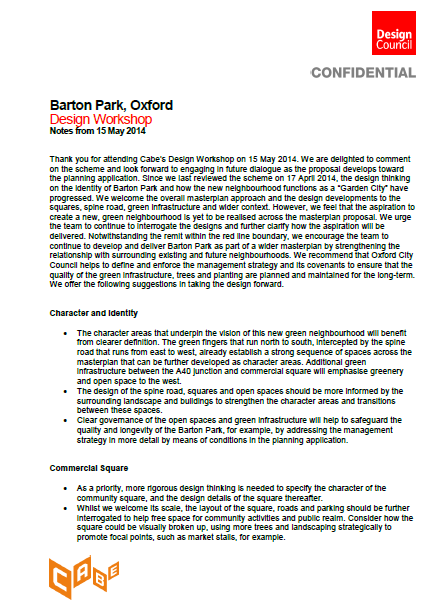 Design
Council
CONFIDENTIAL
Barton Park, Oxford
Design Workshop
Notes from 15 May 2014
Thank you for attending Cabe's Design Workshop on 15 May 2014. We are delighted to comment
on the scheme and look forward to engaging in future dialogue as the proposal develops toward
the planning application. Since we last reviewed the scheme on 17 April 2014, the design thinking
on the identity of Barton Park and how the new neighbourhood functions as a "Garden City" have
progressed. We welcome the overall masterplan approach and the design developments to the
squares, spine road, green infrastructure and wider context. However, we feel that the aspiration to
create a new, green neighbourhood is yet to be realised across the masterplan proposal. We urge
the team to continue to interrogate the designs and further clarify how the aspiration will be
delivered. Notwithstanding the remit within the red line boundary, we encourage the team to
continue to develop and deliver Barton Park as part of a wider masterplan by strengthening the
relationship with surrounding existing and future neighbourhoods. We recommend that Oxford City
Council helps to define and enforce the management strategy and its covenants to ensure that the
quality of the green infrastructure, trees and planting are planned and maintained for the long-term.
We offer the following suggestions in taking the design forward.
Character and Identity
• The character areas that underpin the vision of this new green neighbourhood will benefit
from clearer definition. The green fingers that run north to south, intercepted by the spine
road that runs from east to west, already establish a strong sequence of spaces across the
masterplan that can be further developed as character areas. Additional green
infrastructure between the A40 junction and commercial square will emphasise greenery
and open space to the west.
• The design of the spine road, squares and open spaces should be more informed by the
surrounding landscape and buildings to strengthen the character areas and transitions
between these spaces.
• Clear governance of the open spaces and green infrastructure will help to safeguard the
quality and longevity of the Barton Park, for example, by addressing the management
strategy in more detail by means of conditions in the planning application.
Commercial Square
• As a priority, more rigorous design thinking is needed to specify the character of the
community square, and the design details of the square thereafter.
• Whilst we welcome its scale, the layout of the square, roads and parking should be further
interrogated to help free space for community activities and public realm. Consider how the
square could be visually broken up, using more trees and landscaping strategically to
promote focal points, such as market stalls, for example.
CABE